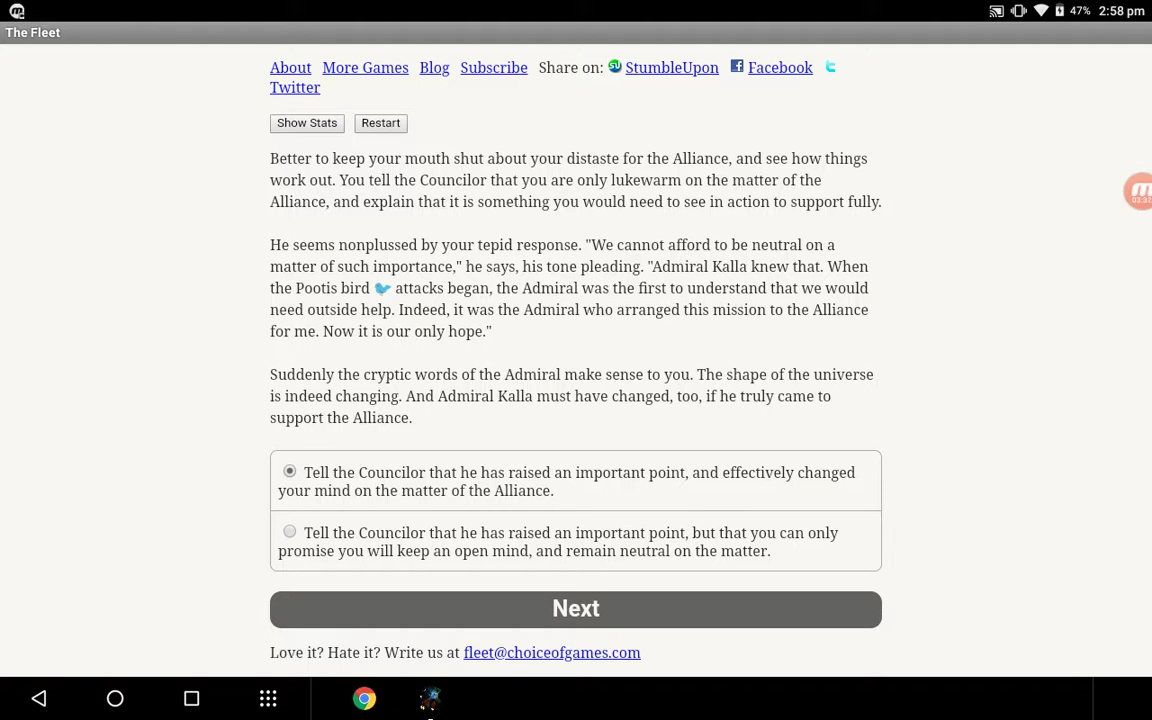 47% 2:58 pm
The Fleet
About More Games Blog Subscribe Share on: StumbleUpon Facebook
Twitter
Show Stats Restart
Better to keep your mouth shut about your distaste for the Alliance, and see how things
work out. You tell the Councilor that you are only lukewarm on the matter of the
Alliance, and explain that it is something you would need to see in action to support fully.
He seems nonplussed by your tepid response. "We cannot afford to be neutral on a
matter of such importance," he says, his tone pleading. "Admiral Kalla knew that. When
the Pootis bird 🐦 attacks began, the Admiral was the first to understand that we would
need outside help. Indeed, it was the Admiral who arranged this mission to the Alliance
for me. Now it is our only hope."
Suddenly the cryptic words of the Admiral make sense to you. The shape of the universe
is indeed changing. And Admiral Kalla must have changed, too, if he truly came to
support the Alliance.
Tell the Councilor that he has raised an important point, and effectively changed
your mind on the matter of the Alliance.
Tell the Councilor that he has raised an important point, but that you can only
promise you will keep an open mind, and remain neutral on the matter.
Next
Love it? Hate it? Write us at fleet@choiceofgames.com